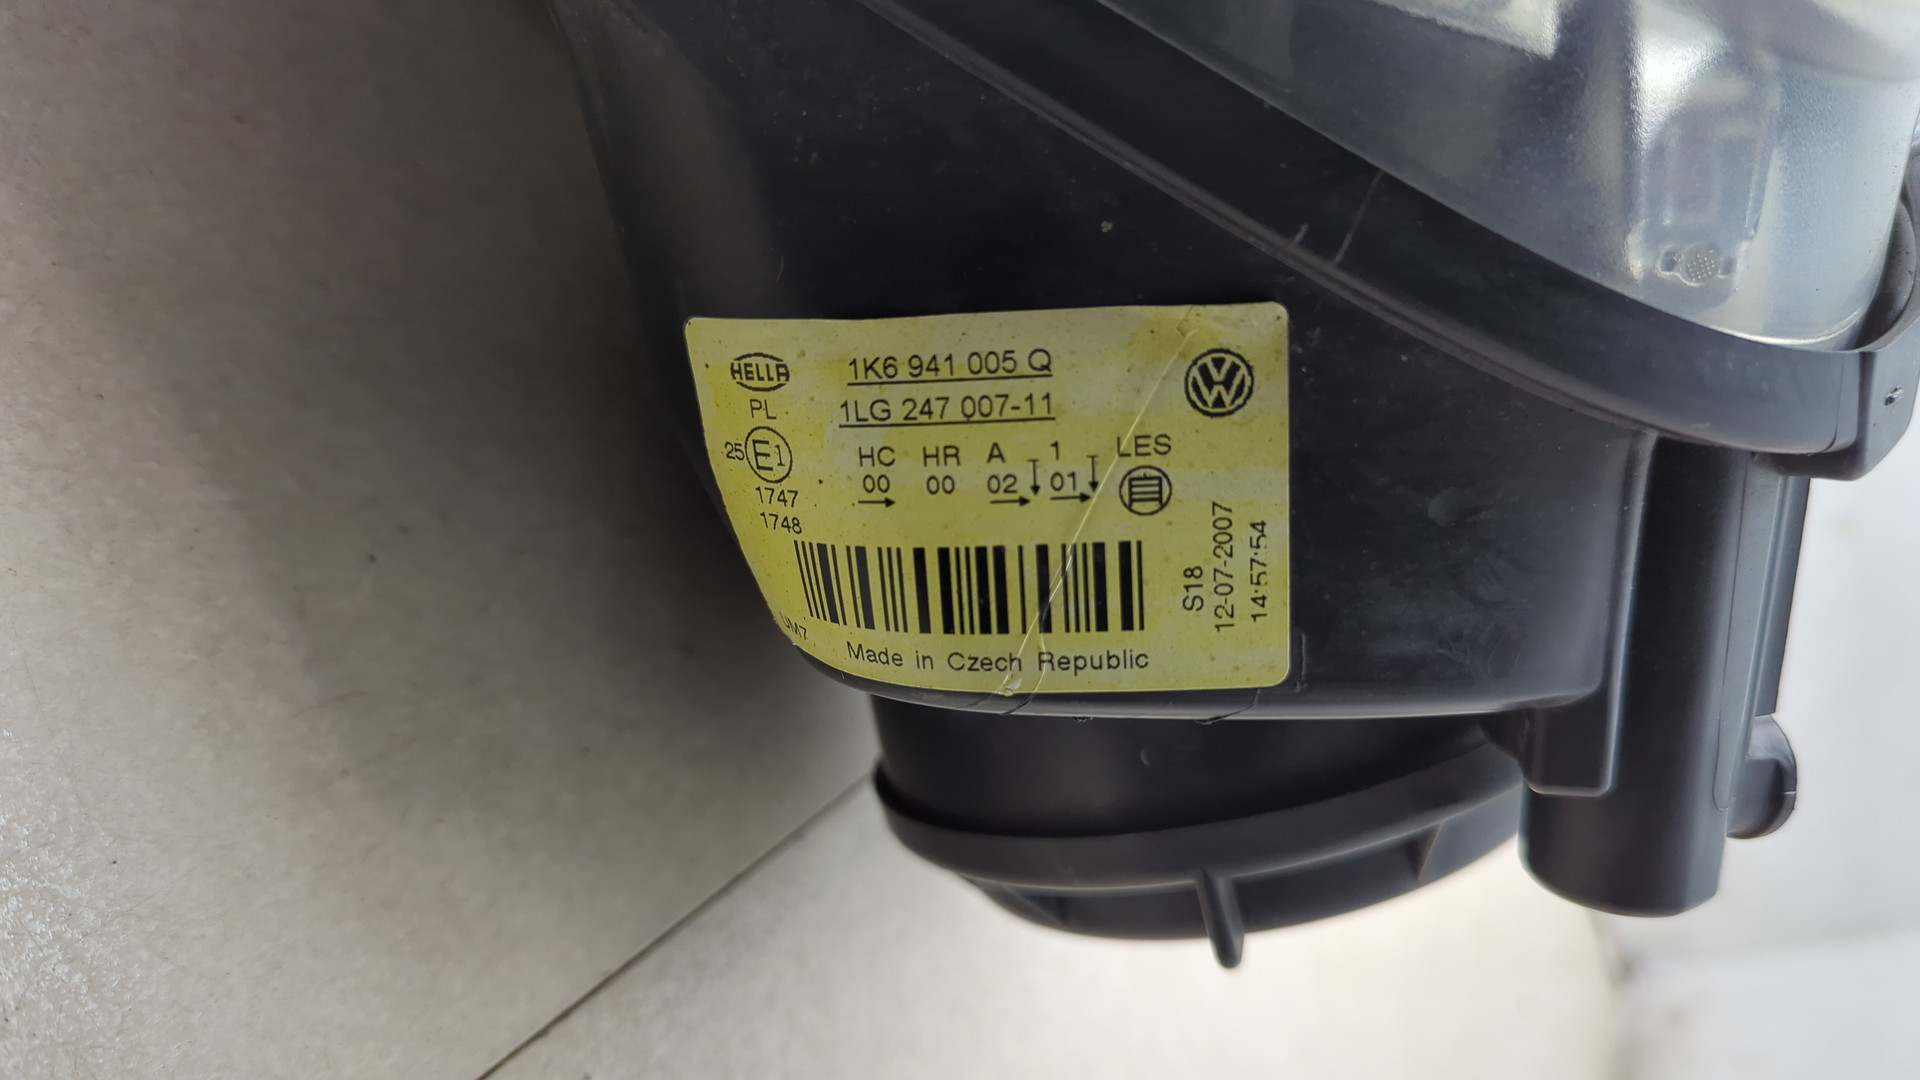 HELLA
1K6 941 005 Q
PL
1LG 247 007-11
25 E1
HC HR A 1 LES
00 00 02 01
1747
1748
S18
12-07-2007
14:57:54
UM7
Made in Czech Republic